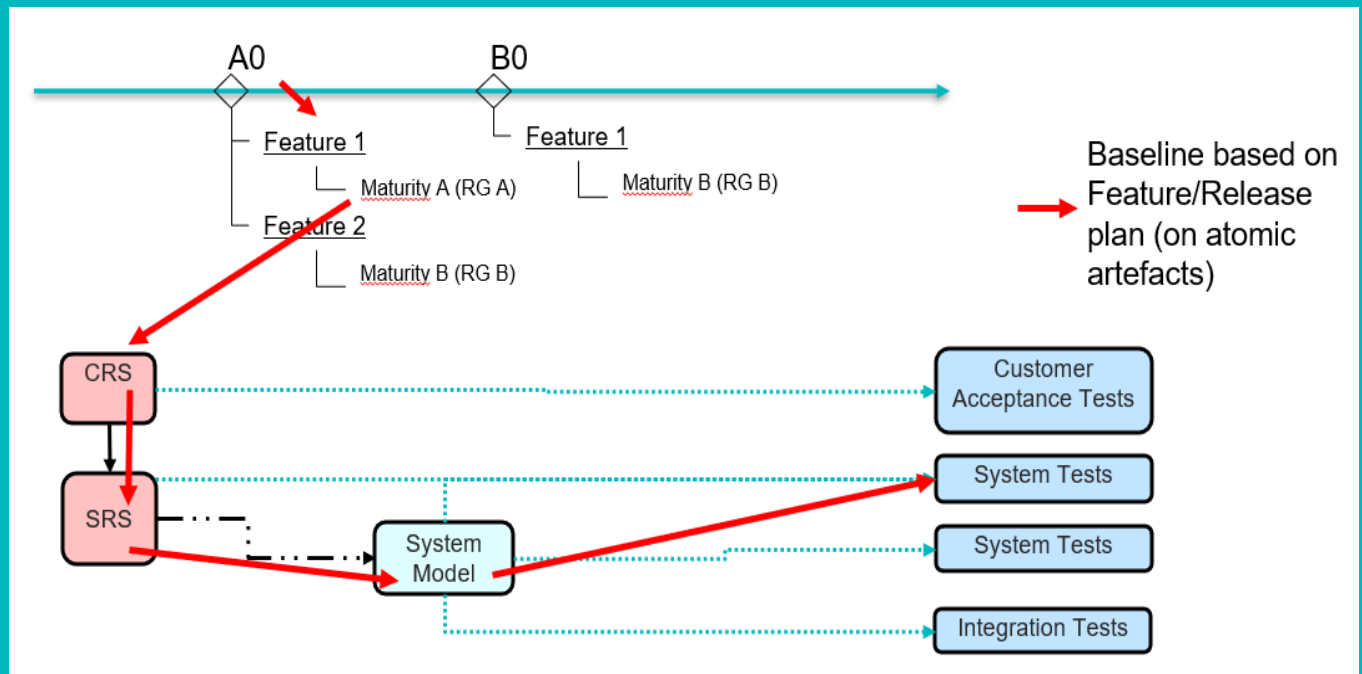 A0
B0
Feature 1
Maturity A (RG A)
Feature 2
Maturity B (RG B)
Feature 1
Maturity B (RG B)
Baseline based on
Feature/Release
plan (on atomic
artefacts)
CRS
SRS
System
Model
Customer
Acceptance Tests
System Tests
System Tests
Integration Tests